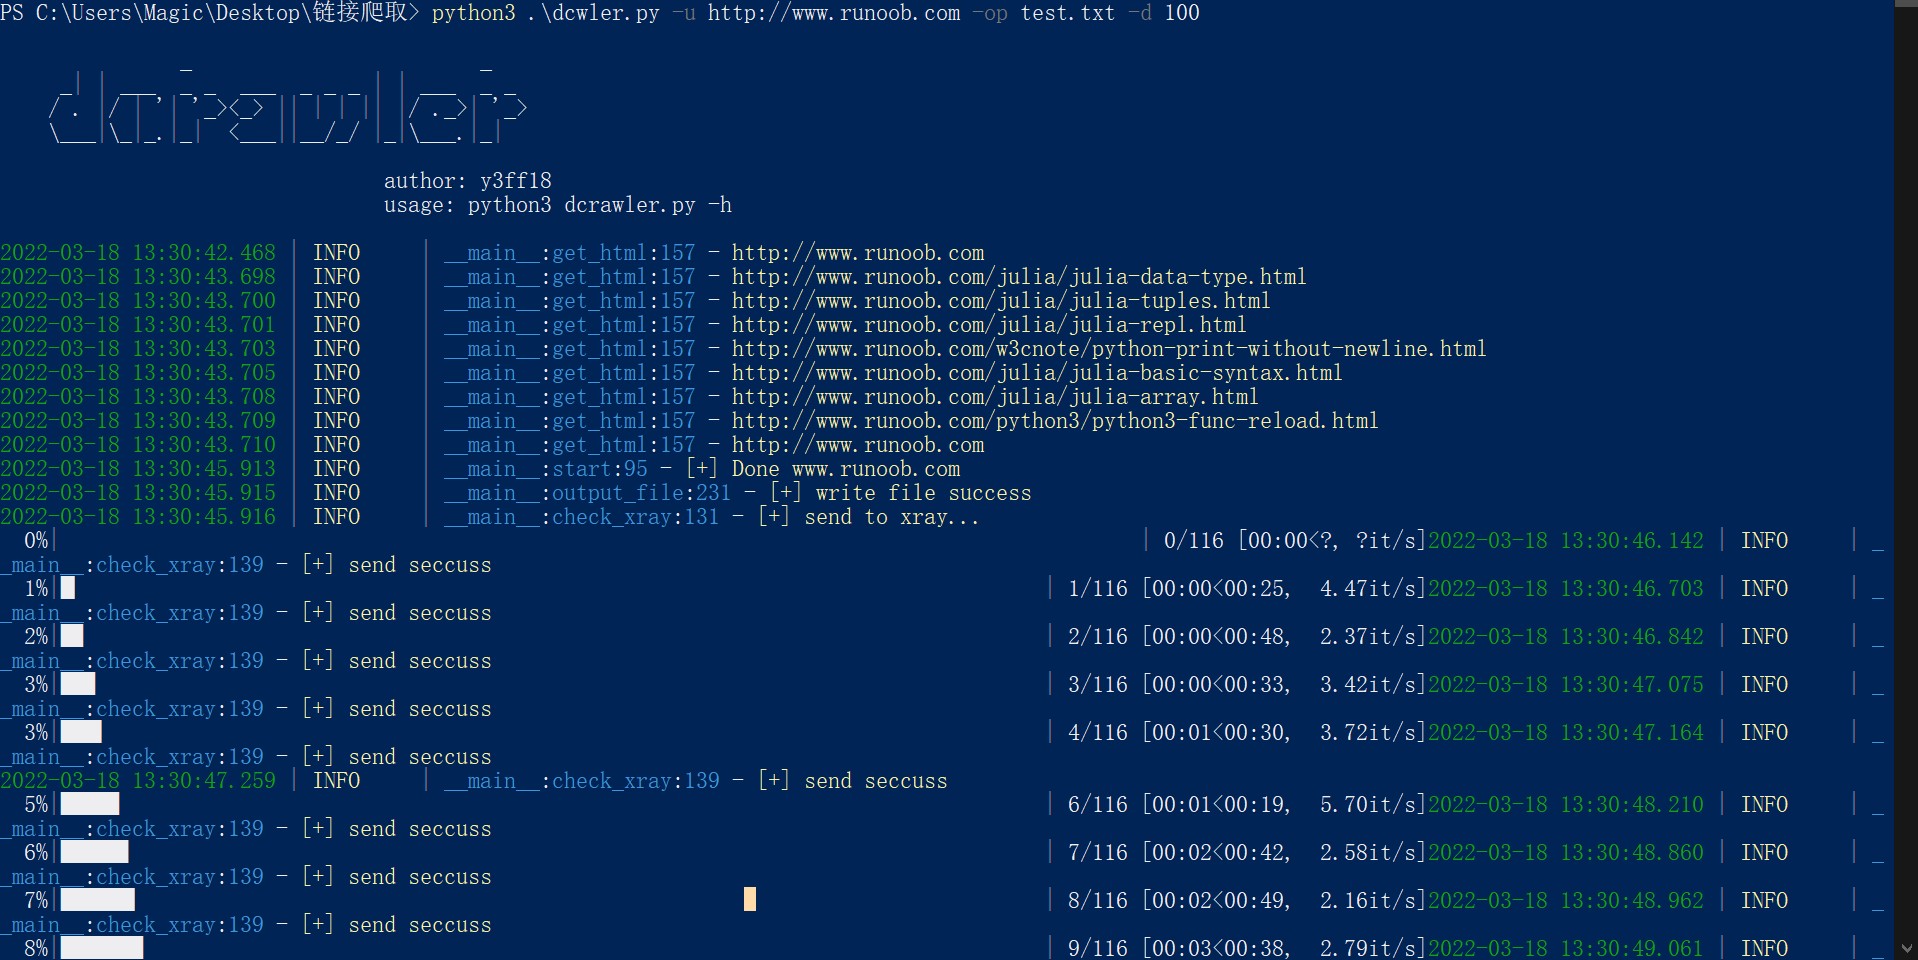 PS C:\Users\Magic\Desktop\链接爬取> python3 .\dcwler.py -u http://www.runoob.com -op test.txt -d 100
dcrawler
author: y3ff18
usage: python3 dcrawler.py -h
2022-03-18 13:30:42.468 | INFO     | __main__:get_html:157 - http://www.runoob.com
2022-03-18 13:30:43.698 | INFO     | __main__:get_html:157 - http://www.runoob.com/julia/julia-data-type.html
2022-03-18 13:30:43.700 | INFO     | __main__:get_html:157 - http://www.runoob.com/julia/julia-tuples.html
2022-03-18 13:30:43.701 | INFO     | __main__:get_html:157 - http://www.runoob.com/julia/julia-repl.html
2022-03-18 13:30:43.703 | INFO     | __main__:get_html:157 - http://www.runoob.com/w3cnote/python-print-without-newline.html
2022-03-18 13:30:43.705 | INFO     | __main__:get_html:157 - http://www.runoob.com/julia/julia-basic-syntax.html
2022-03-18 13:30:43.708 | INFO     | __main__:get_html:157 - http://www.runoob.com/julia/julia-array.html
2022-03-18 13:30:43.709 | INFO     | __main__:get_html:157 - http://www.runoob.com/python3/python3-func-reload.html
2022-03-18 13:30:43.710 | INFO     | __main__:get_html:157 - http://www.runoob.com
2022-03-18 13:30:45.913 | INFO     | __main__:start:95 - [+] Done www.runoob.com
2022-03-18 13:30:45.915 | INFO     | __main__:output_file:231 - [+] write file success
2022-03-18 13:30:45.916 | INFO     | __main__:check_xray:131 - [+] send to xray...
0%| | 0/116 [00:00<?, ?it/s]2022-03-18 13:30:46.142 | INFO     | _
_main__:check_xray:139 - [+] send seccuss
1%| | 1/116 [00:00<00:25,  4.47it/s]2022-03-18 13:30:46.703 | INFO     | _
_main__:check_xray:139 - [+] send seccuss
2%| | 2/116 [00:00<00:48,  2.37it/s]2022-03-18 13:30:46.842 | INFO     | _
_main__:check_xray:139 - [+] send seccuss
3%| | 3/116 [00:00<00:33,  3.42it/s]2022-03-18 13:30:47.075 | INFO     | _
_main__:check_xray:139 - [+] send seccuss
3%| | 4/116 [00:01<00:30,  3.72it/s]2022-03-18 13:30:47.164 | INFO     | _
_main__:check_xray:139 - [+] send seccuss
2022-03-18 13:30:47.259 | INFO     | __main__:check_xray:139 - [+] send seccuss
5%| | 6/116 [00:01<00:19,  5.70it/s]2022-03-18 13:30:48.210 | INFO     | _
_main__:check_xray:139 - [+] send seccuss
6%| | 7/116 [00:02<00:42,  2.58it/s]2022-03-18 13:30:48.860 | INFO     | _
_main__:check_xray:139 - [+] send seccuss
7%| | 8/116 [00:02<00:49,  2.16it/s]2022-03-18 13:30:48.962 | INFO     | _
_main__:check_xray:139 - [+] send seccuss
8%| | 9/116 [00:03<00:38,  2.79it/s]2022-03-18 13:30:49.061 | INFO     | _